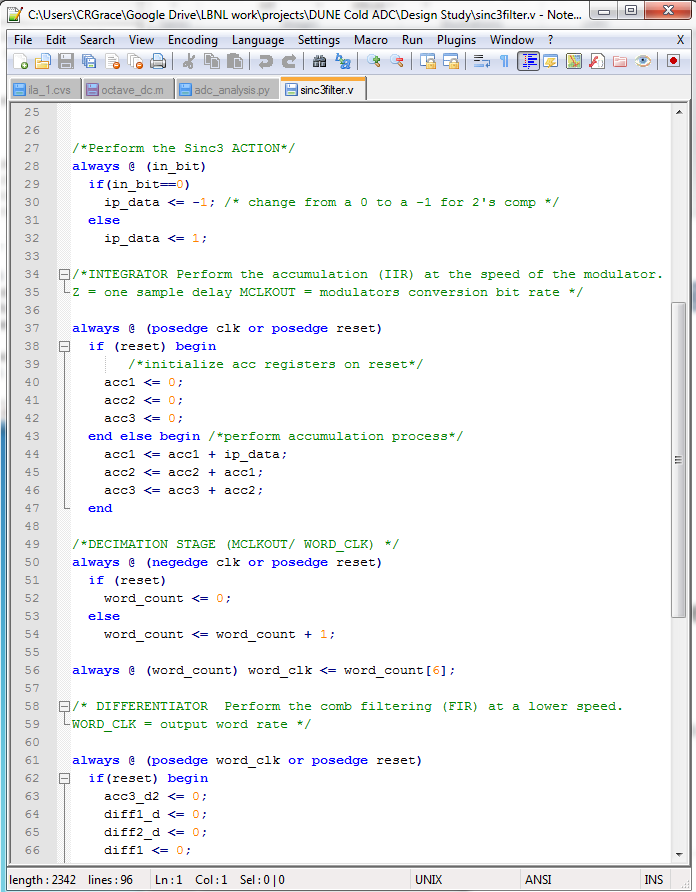 C:\Users\CRGrace\Google Drive\LBNL work\projects\DUNE Cold ADC\Design Study\sinc3filter.v - Note...
File Edit Search View Encoding Language Settings Macro Run Plugins Window ? X
ila_1.cvs octave_dc.m adc_analysis.py sinc3filter.v
25
26
27 /*Perform the Sinc3 ACTION*/
28 always @ (in_bit)
29 if(in_bit==0)
30 ip_data <= -1; /* change from a 0 to a -1 for 2's comp */
31 else
32 ip_data <= 1;
33
34 /*INTEGRATOR Perform the accumulation (IIR) at the speed of the modulator.
35 Z = one sample delay MCLKOUT = modulators conversion bit rate */
36
37 always @ (posedge clk or posedge reset)
38 if (reset) begin
39 /*initialize acc registers on reset*/
40 acc1 <= 0;
41 acc2 <= 0;
42 acc3 <= 0;
43 end else begin /*perform accumulation process*/
44 acc1 <= acc1 + ip_data;
45 acc2 <= acc2 + acc1;
46 acc3 <= acc3 + acc2;
47 end
48
49 /*DECIMATION STAGE (MCLKOUT/ WORD_CLK) */
50 always @ (negedge clk or posedge reset)
51 if (reset)
52 word_count <= 0;
53 else
54 word_count <= word_count + 1;
55
56 always @ (word_count) word_clk <= word_count[6];
57
58 /* DIFFERENTIATOR  Perform the comb filtering (FIR) at a lower speed.
59 WORD_CLK = output word rate */
60
61 always @ (posedge word_clk or posedge reset)
62 if(reset) begin
63 acc3_d2 <= 0;
64 diff1_d <= 0;
65 diff2_d <= 0;
66 diff1 <= 0;
length : 2342 lines : 96 Ln : 1 Col : 1 Sel : 0 | 0 UNIX ANSI INS